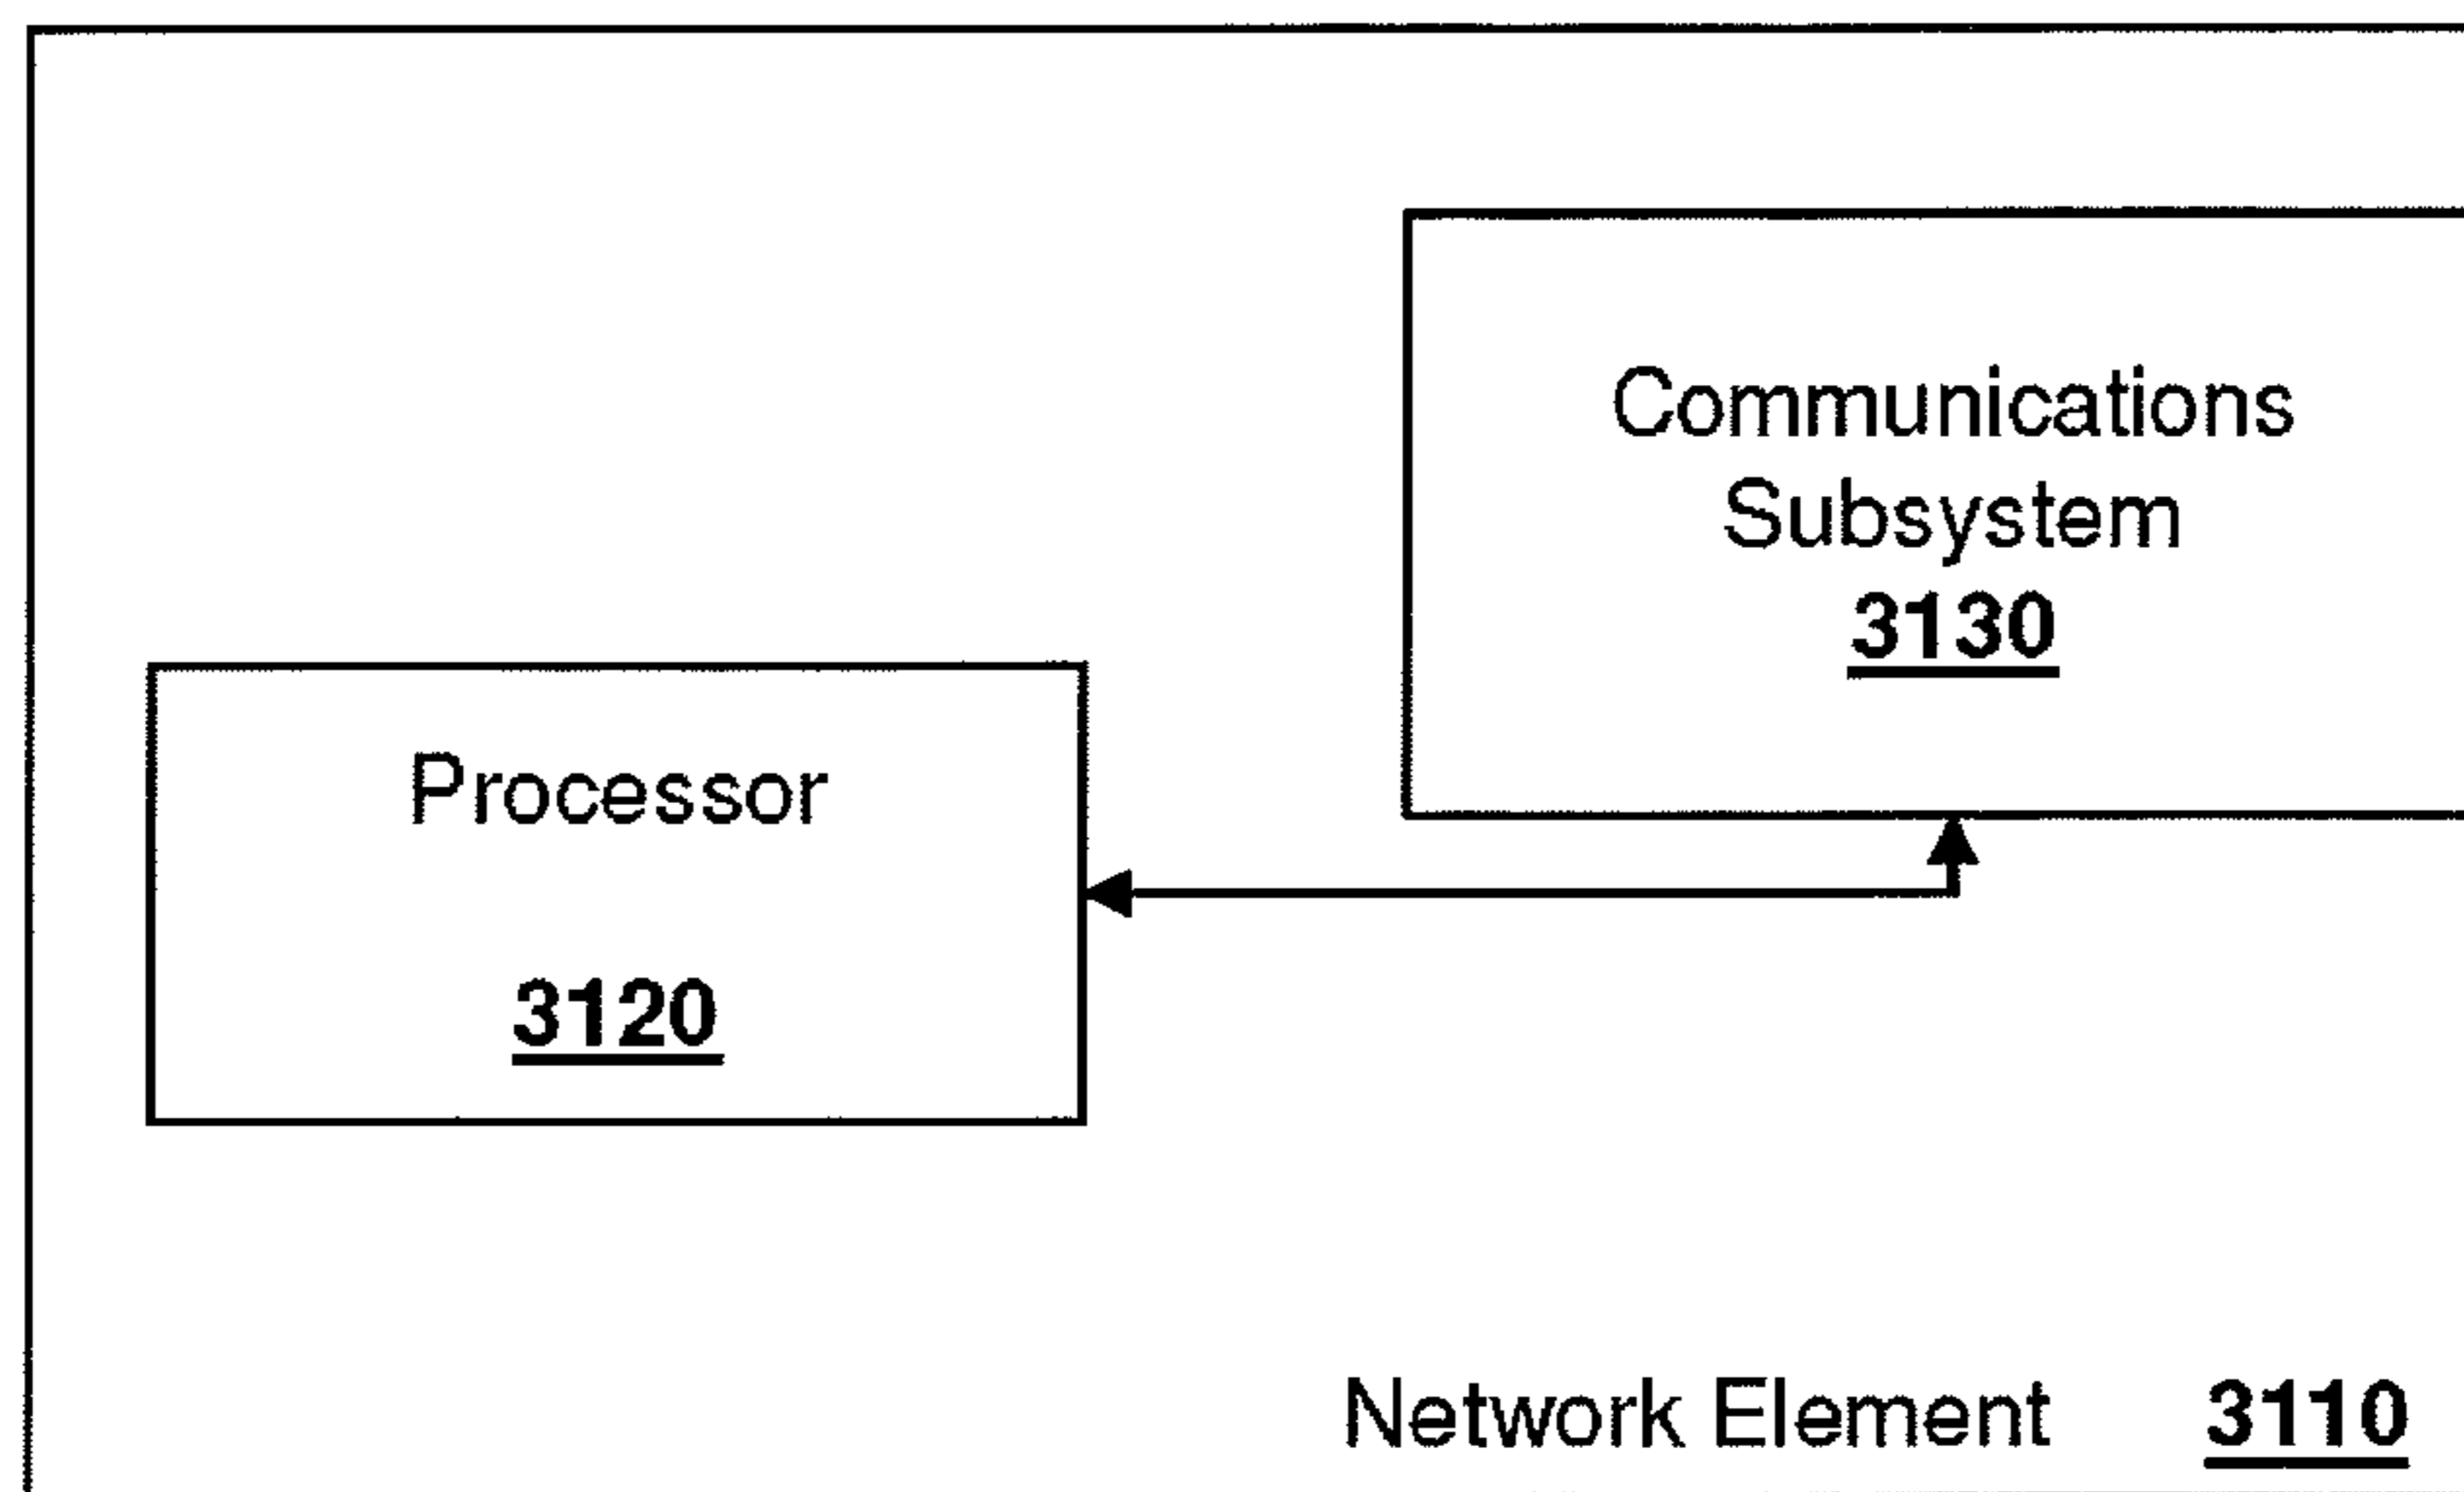 Communications
Subsystem
3130
Processor
3120
Network Element 3110